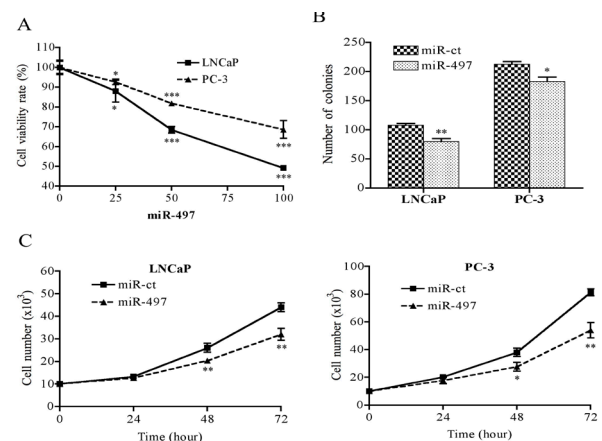 A
Cell viability rate (%)
110
100
90
80
70
60
50
40
LNCaP
PC-3
*
*
***
***
***
***
0 25 50 75 100
miR-497
B
Number of colonies
250
200
150
100
50
0
miR-ct
miR-497
**
*
LNCaP PC-3
C
LNCaP
Cell number (x10³)
60
50
40
30
20
10
0
miR-ct
miR-497
**
**
0 24 48 72
Time (hour)
PC-3
Cell number (x10³)
100
80
60
40
20
0
miR-ct
miR-497
*
**
0 24 48 72
Time (hour)